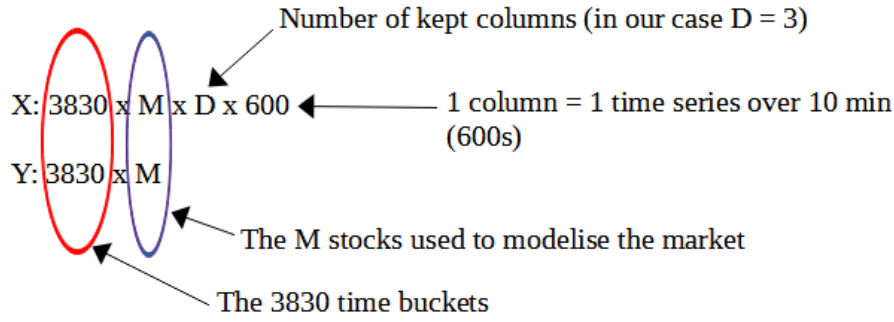 Number of kept columns (in our case D = 3)
X: 3830 x M x D x 600
1 column = 1 time series over 10 min
(600s)
Y: 3830 x M
The M stocks used to modelise the market
The 3830 time buckets